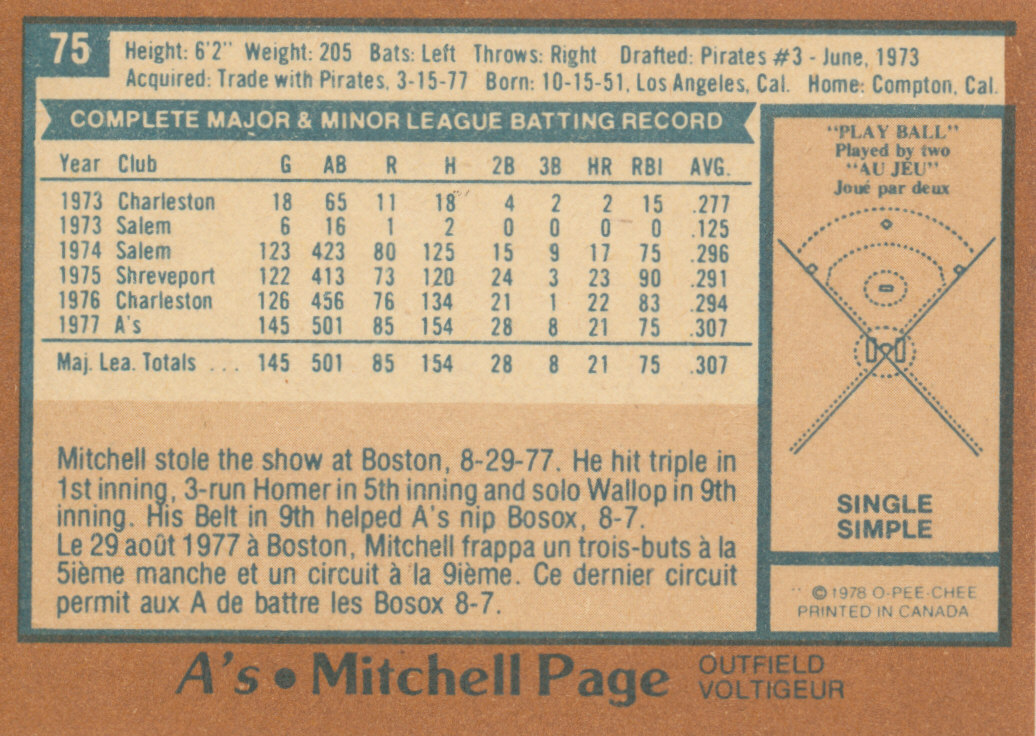 75
Height: 6'2" Weight: 205 Bats: Left Throws: Right Drafted: Pirates #3 - June, 1973
Acquired: Trade with Pirates, 3-15-77 Born: 10-15-51, Los Angeles, Cal. Home: Compton, Cal.
COMPLETE MAJOR & MINOR LEAGUE BATTING RECORD
Year Club G AB R H 2B 3B HR RBI AVG.
1973 Charleston 18 65 11 18 4 2 2 15 .277
1973 Salem 6 16 1 2 0 0 0 0 .125
1974 Salem 123 423 80 125 15 9 17 75 .296
1975 Shreveport 122 413 73 120 24 3 23 90 .291
1976 Charleston 126 456 76 134 21 1 22 83 .294
1977 A's 145 501 85 154 28 8 21 75 .307
Maj. Lea. Totals ... 145 501 85 154 28 8 21 75 .307
Mitchell stole the show at Boston, 8-29-77. He hit triple in
1st inning, 3-run Homer in 5th inning and solo Wallop in 9th
inning. His Belt in 9th helped A's nip Bosox, 8-7.
Le 29 août 1977 à Boston, Mitchell frappa un trois-buts à la
5ième manche et un circuit à la 9ième. Ce dernier circuit
permit aux A de battre les Bosox 8-7.
"PLAY BALL"
Played by two
"AU JEU"
Joué par deux
SINGLE
SIMPLE
© 1978 O-PEE-CHEE
PRINTED IN CANADA
A's • Mitchell Page
OUTFIELD
VOLTIGEUR